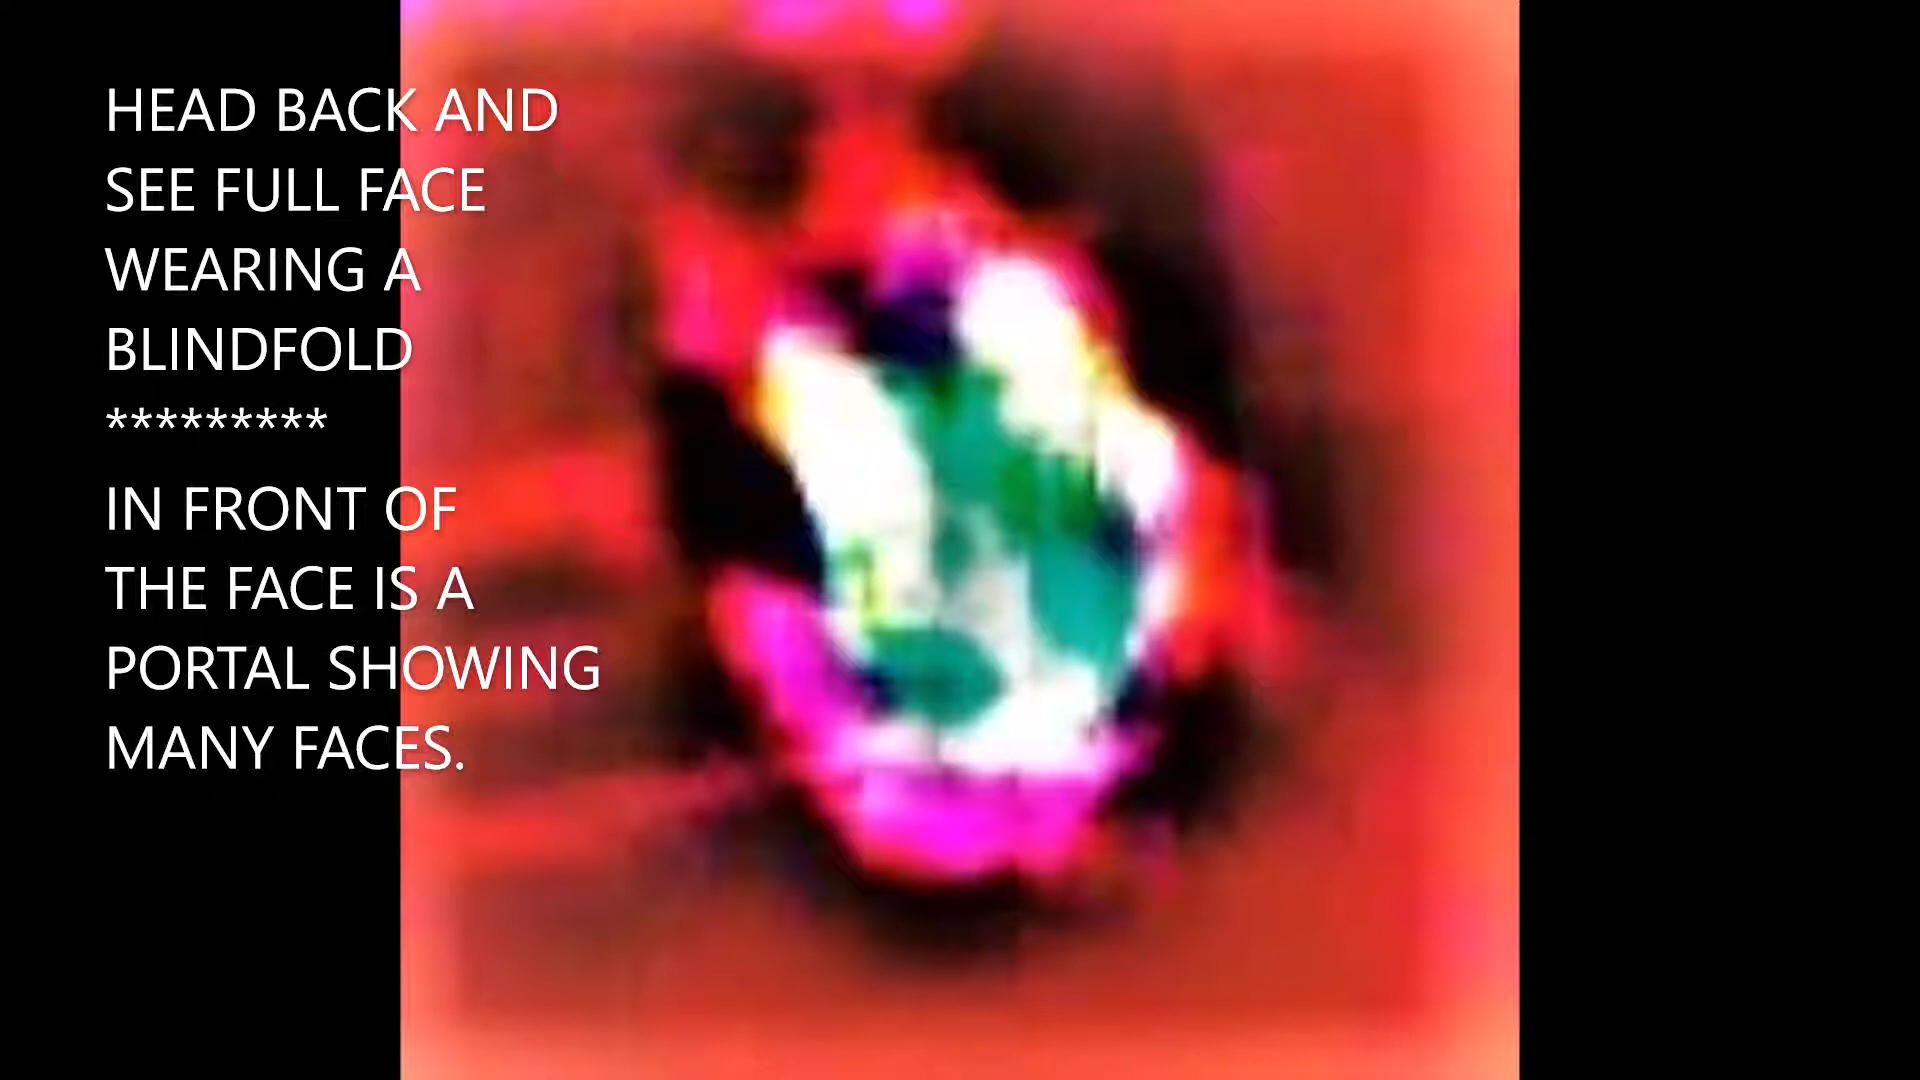 HEAD BACK AND
SEE FULL FACE
WEARING A
BLINDFOLD
*********
IN FRONT OF
THE FACE IS A
PORTAL SHOWING
MANY FACES.